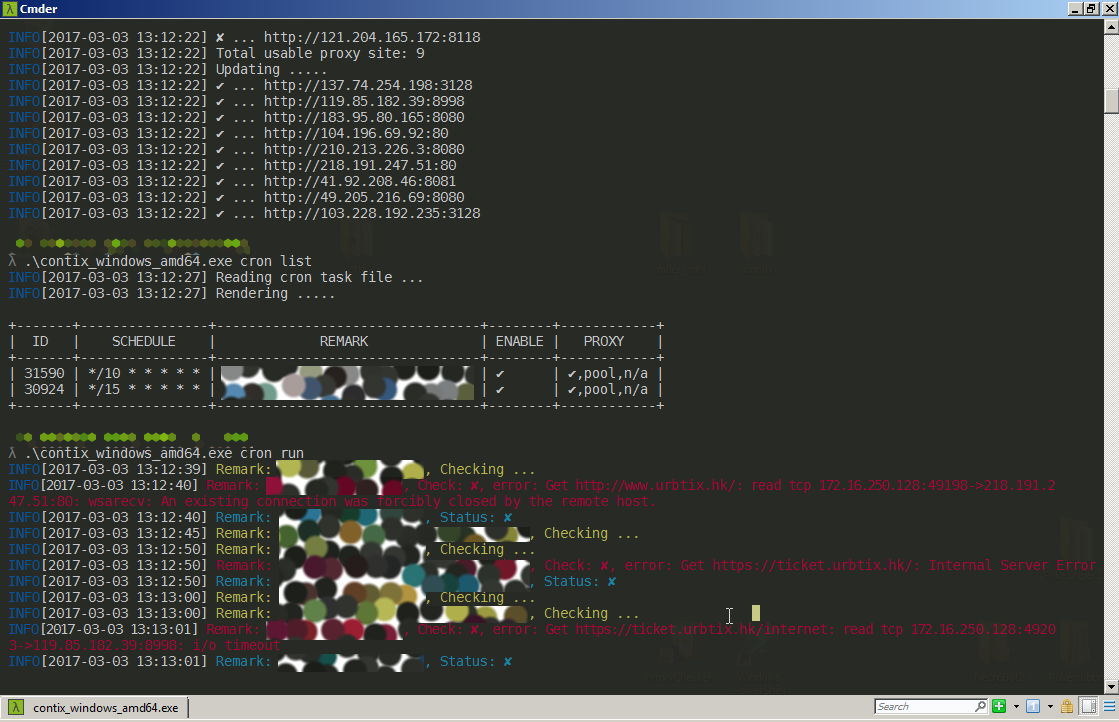 Cmder
INFO[2017-03-03 13:12:22] ✘ ... http://121.204.165.172:8118
INFO[2017-03-03 13:12:22] Total usable proxy site: 9
INFO[2017-03-03 13:12:22] Updating .....
INFO[2017-03-03 13:12:22] ✔ ... http://137.74.254.198:3128
INFO[2017-03-03 13:12:22] ✔ ... http://119.85.182.39:8998
INFO[2017-03-03 13:12:22] ✔ ... http://183.95.80.165:8080
INFO[2017-03-03 13:12:22] ✔ ... http://104.196.69.92:80
INFO[2017-03-03 13:12:22] ✔ ... http://210.213.226.3:8080
INFO[2017-03-03 13:12:22] ✔ ... http://218.191.247.51:80
INFO[2017-03-03 13:12:22] ✔ ... http://41.92.208.46:8081
INFO[2017-03-03 13:12:22] ✔ ... http://49.205.216.69:8080
INFO[2017-03-03 13:12:22] ✔ ... http://103.228.192.235:3128
λ .\contix_windows_amd64.exe cron list
INFO[2017-03-03 13:12:27] Reading cron task file ...
INFO[2017-03-03 13:12:27] Rendering .....
+-------+----------------+---------------------------------+--------+------------+
| ID | SCHEDULE | REMARK | ENABLE | PROXY |
+-------+----------------+---------------------------------+--------+------------+
| 31590 | */10 * * * * * | | ✔ | ✔,pool,n/a |
| 30924 | */15 * * * * * | | ✔ | ✔,pool,n/a |
+-------+----------------+---------------------------------+--------+------------+
λ .\contix_windows_amd64.exe cron run
INFO[2017-03-03 13:12:39] Remark: , Checking ...
INFO[2017-03-03 13:12:40] Remark: , Check: ✘, error: Get http://www.urbtix.hk/: read tcp 172.16.250.128:49198->218.191.2
47.51:80: wsarecv: An existing connection was forcibly closed by the remote host.
INFO[2017-03-03 13:12:40] Remark: , Status: ✘
INFO[2017-03-03 13:12:45] Remark: , Checking ...
INFO[2017-03-03 13:12:50] Remark: , Checking ...
INFO[2017-03-03 13:12:50] Remark: , Check: ✘, error: Get https://ticket.urbtix.hk/: Internal Server Error
INFO[2017-03-03 13:12:50] Remark: , Status: ✘
INFO[2017-03-03 13:13:00] Remark: , Checking ...
INFO[2017-03-03 13:13:00] Remark: , Checking ...
INFO[2017-03-03 13:13:01] Remark: , Check: ✘, error: Get https://ticket.urbtix.hk/internet: read tcp 172.16.250.128:4920
3->119.85.182.39:8998: i/o timeout
INFO[2017-03-03 13:13:01] Remark: , Status: ✘
λ contix_windows_amd64.exe
Search